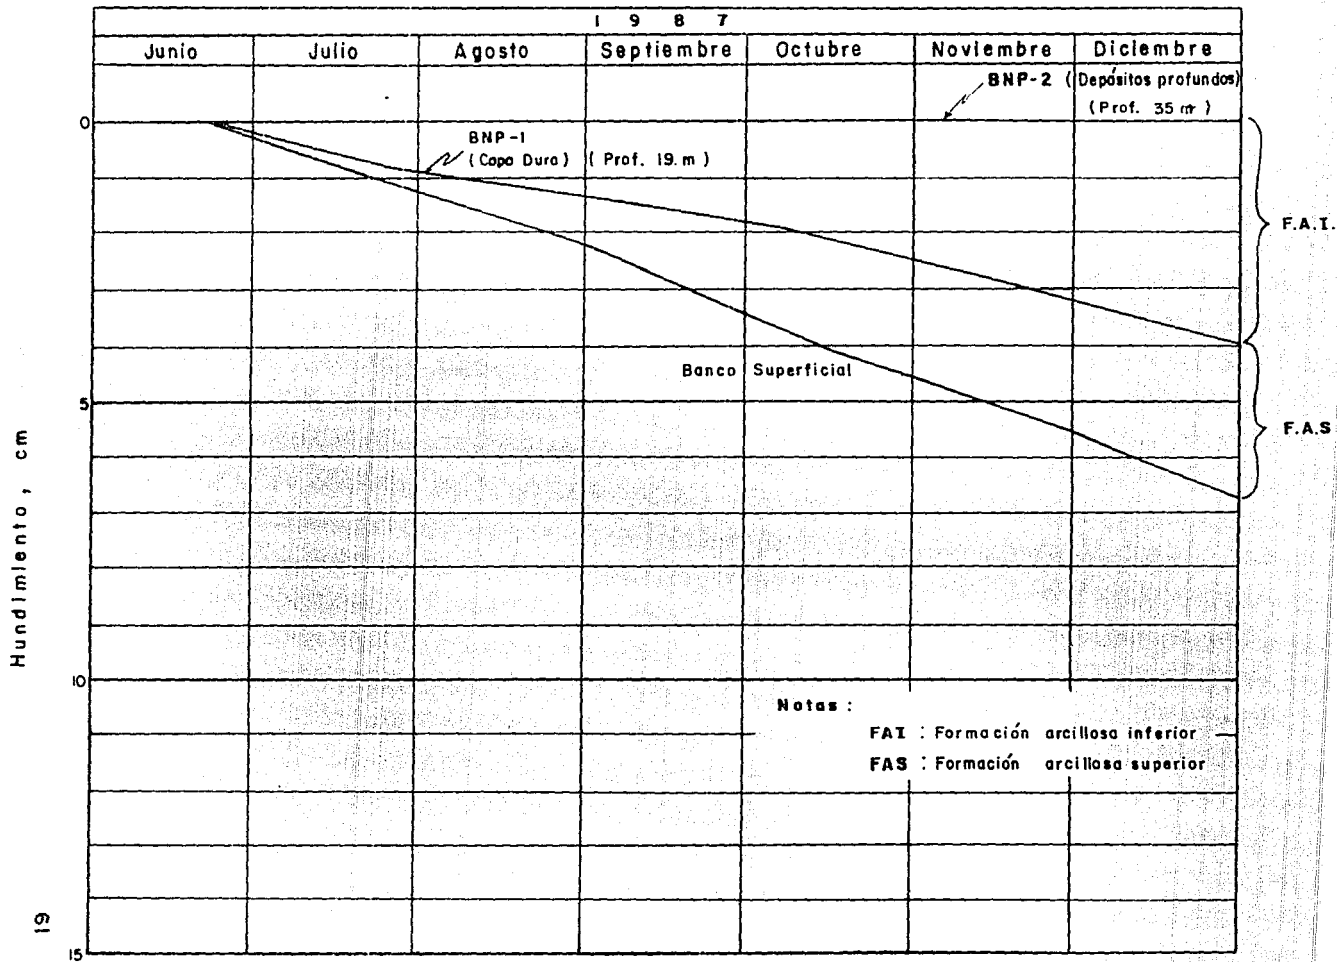 1 9 8 7
Junio Julio Agosto Septiembre Octubre Noviembre Diciembre
BNP-2 (Depósitos profundos)
(Prof. 35 m)
0
BNP-1
(Capa Dura) (Prof. 19. m)
F.A.I.
Banco Superficial
5
F.A.S
Hundimiento, cm
10
Notas :
FAI : Formación arcillosa inferior
FAS : Formación arcillosa superior
19
15